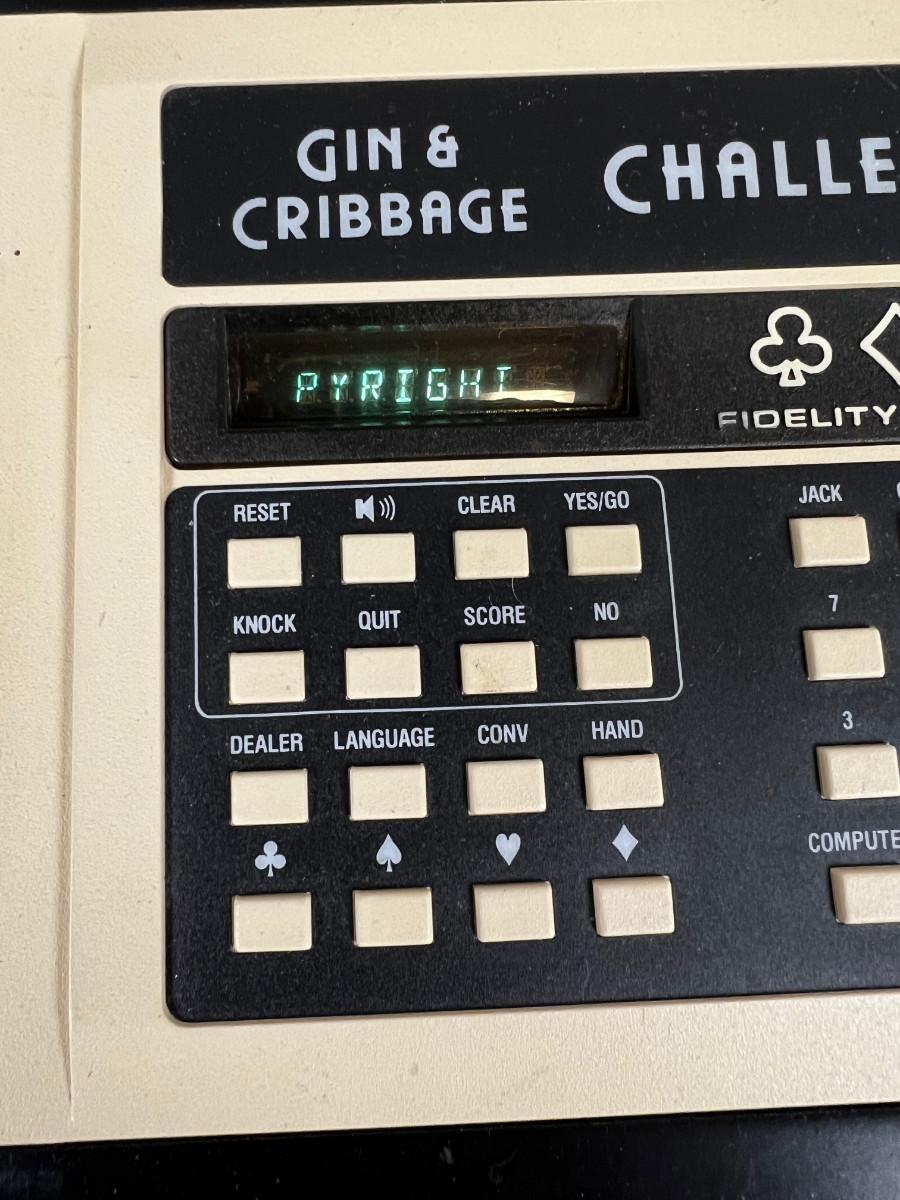 GIN &
CRIBBAGE
CHALLE
PYRIGHT
FIDELITY
RESET CLEAR YES/GO JACK
KNOCK QUIT SCORE NO 7
DEALER LANGUAGE CONV HAND 3
COMPUTE